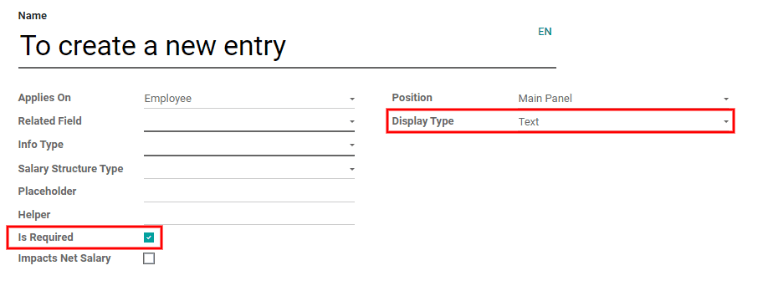 Name
To create a new entry
EN
Applies On Employee
Position Main Panel
Related Field
Display Type Text
Info Type
Salary Structure Type
Placeholder
Helper
Is Required
Impacts Net Salary